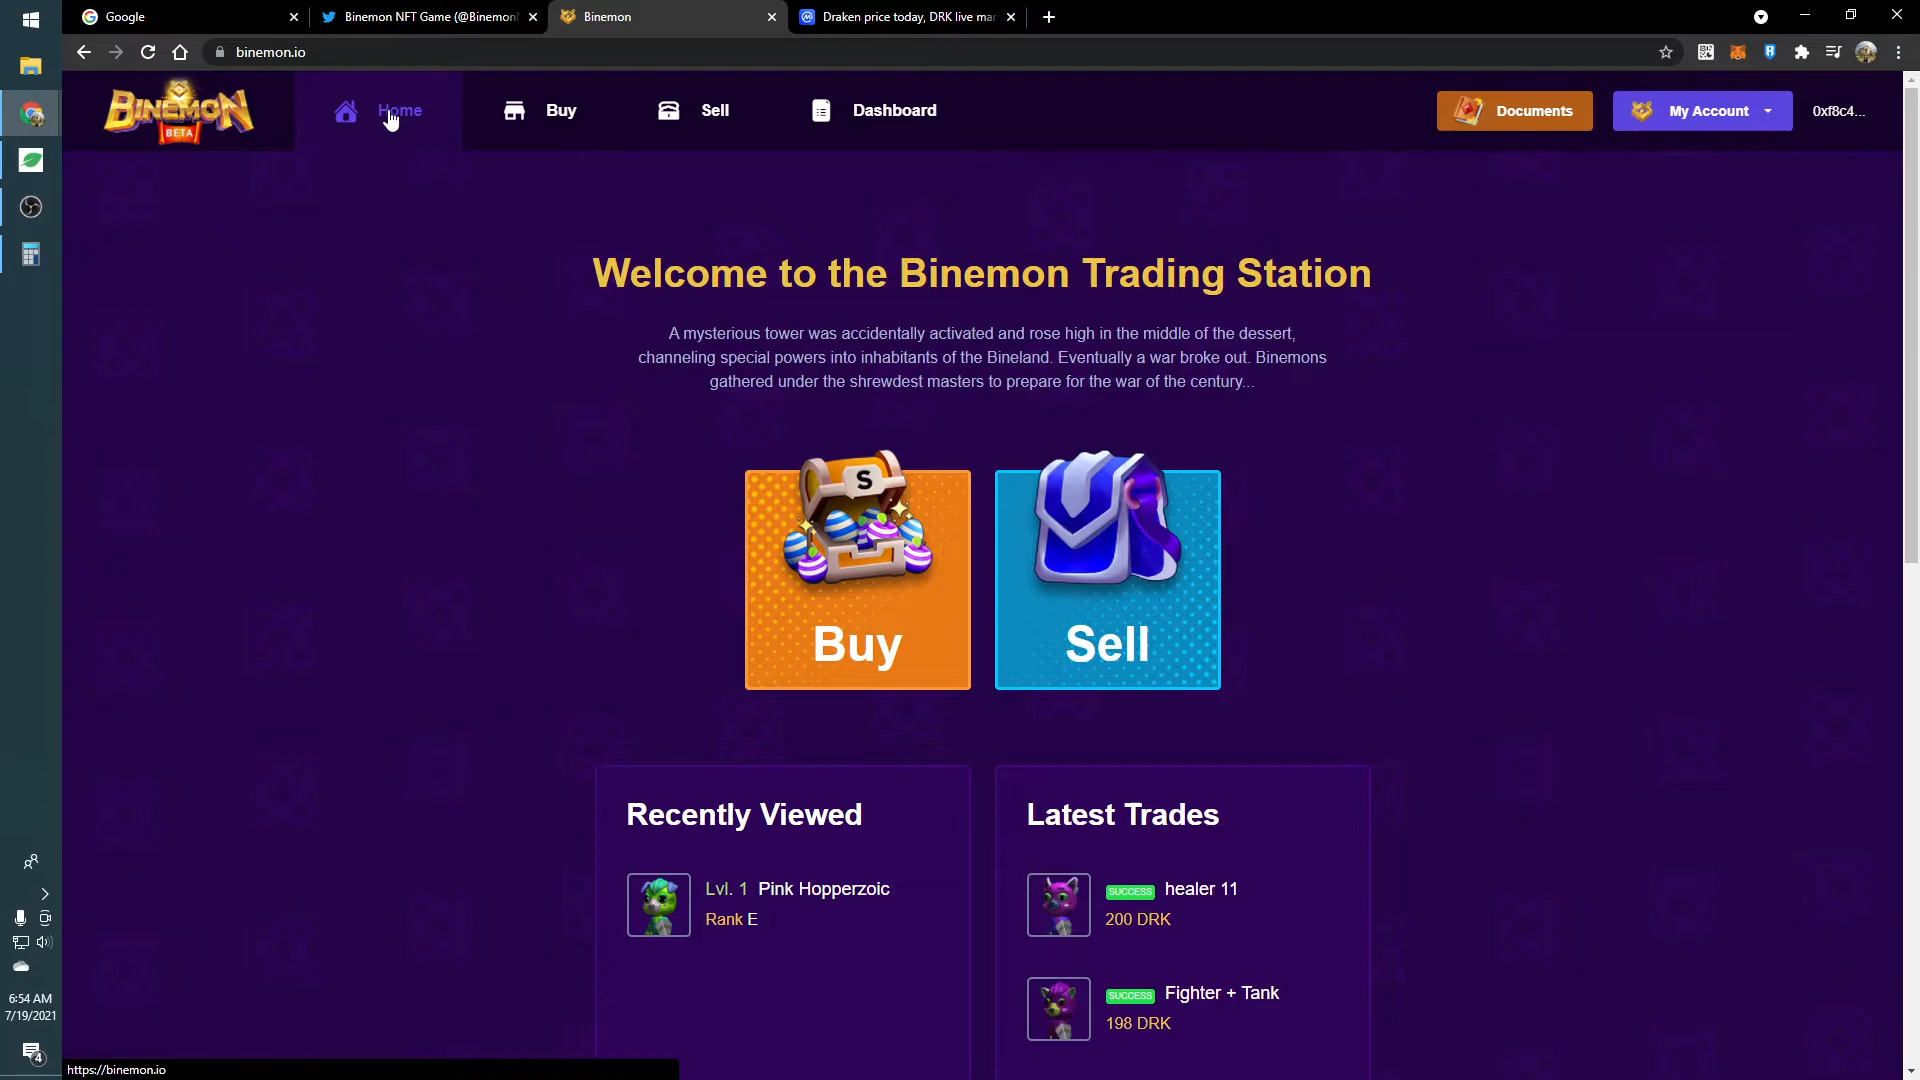 Google
Binemon NFT Game (@Binemon
Binemon
Draken price today, DRK live mar
binemon.io
BINEMON
BETA
Home
Buy
Sell
Dashboard
Documents
My Account
0xf8c4...
Welcome to the Binemon Trading Station
A mysterious tower was accidentally activated and rose high in the middle of the dessert,
channeling special powers into inhabitants of the Bineland. Eventually a war broke out. Binemons
gathered under the shrewdest masters to prepare for the war of the century...
S
Buy
Sell
Recently Viewed
Lvl. 1 Pink Hopperzoic
Rank E
Latest Trades
SUCCESS healer 11
200 DRK
SUCCESS Fighter + Tank
198 DRK
6:54 AM
7/19/2021
4
https://binemon.io